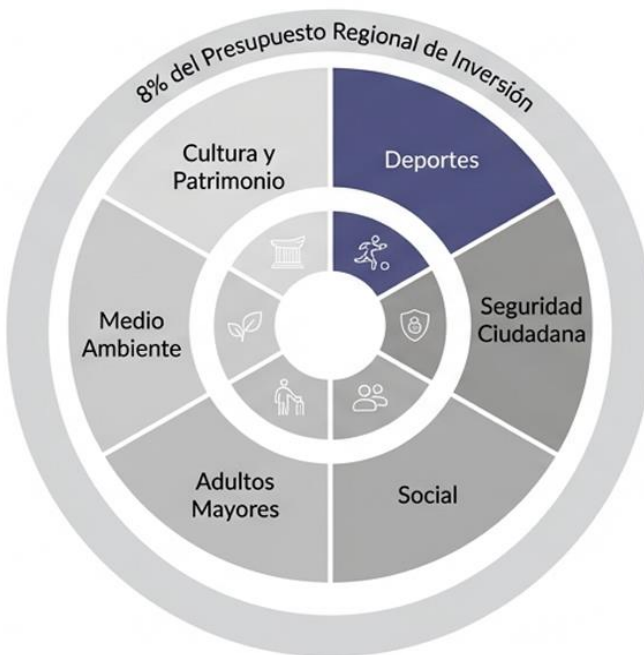 8% del Presupuesto Regional de Inversión
Cultura y
Patrimonio
Deportes
Medio
Ambiente
Seguridad
Ciudadana
Adultos
Mayores
Social